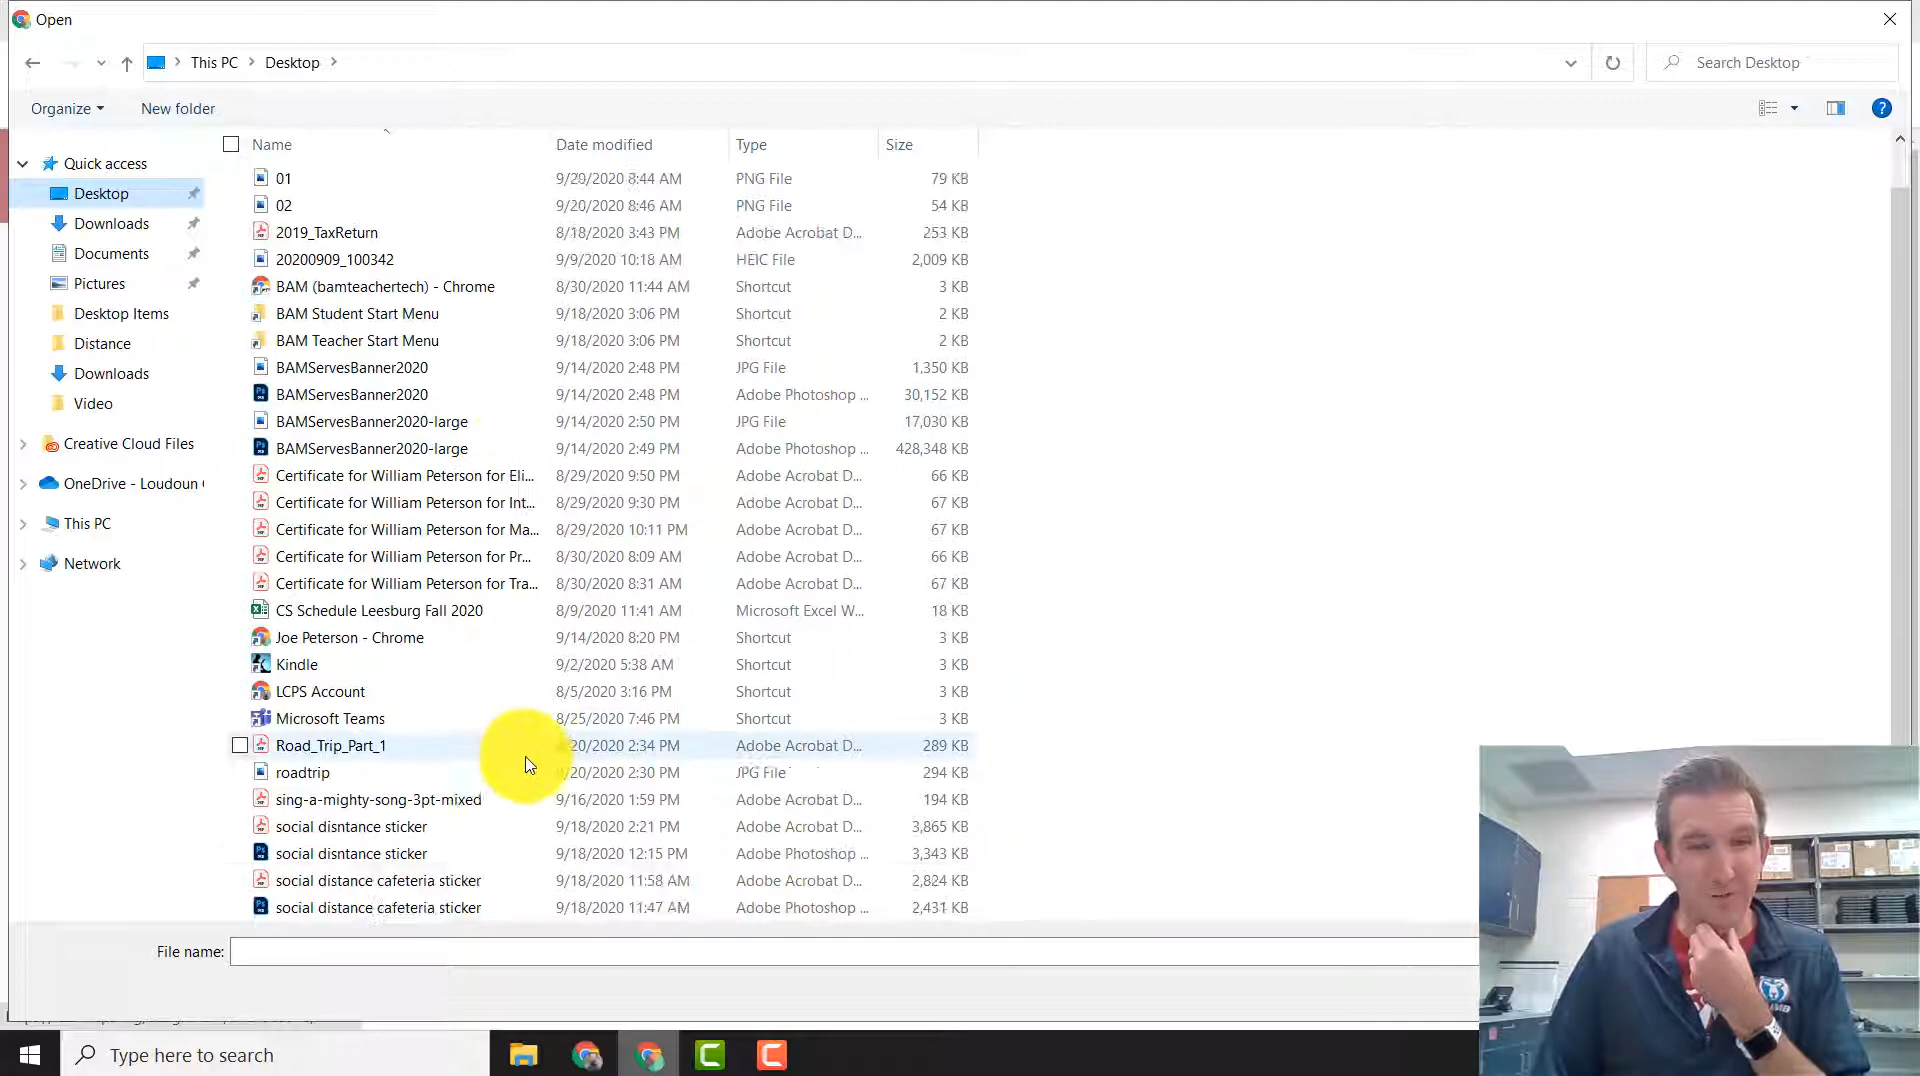 Open
This PC > Desktop >
Search Desktop
Organize
New folder
?
Name Date modified Type Size
Quick access
Desktop
Downloads
Documents
Pictures
Desktop Items
Distance
Downloads
Video
Creative Cloud Files
OneDrive - Loudoun
This PC
Network
01 9/20/2020 8:44 AM PNG File 79 KB
02 9/20/2020 8:46 AM PNG File 54 KB
2019_TaxReturn 8/18/2020 3:43 PM Adobe Acrobat D... 253 KB
20200909_100342 9/9/2020 10:18 AM HEIC File 2,009 KB
BAM (bamteachertech) - Chrome 8/30/2020 11:44 AM Shortcut 3 KB
BAM Student Start Menu 9/18/2020 3:06 PM Shortcut 2 KB
BAM Teacher Start Menu 9/18/2020 3:06 PM Shortcut 2 KB
BAMServesBanner2020 9/14/2020 2:48 PM JPG File 1,350 KB
BAMServesBanner2020 9/14/2020 2:48 PM Adobe Photoshop ... 30,152 KB
BAMServesBanner2020-large 9/14/2020 2:50 PM JPG File 17,030 KB
BAMServesBanner2020-large 9/14/2020 2:49 PM Adobe Photoshop ... 428,348 KB
Certificate for William Peterson for Eli... 8/29/2020 9:50 PM Adobe Acrobat D... 66 KB
Certificate for William Peterson for Int... 8/29/2020 9:30 PM Adobe Acrobat D... 67 KB
Certificate for William Peterson for Ma... 8/29/2020 10:11 PM Adobe Acrobat D... 67 KB
Certificate for William Peterson for Pr... 8/30/2020 8:09 AM Adobe Acrobat D... 66 KB
Certificate for William Peterson for Tra... 8/30/2020 8:31 AM Adobe Acrobat D... 67 KB
CS Schedule Leesburg Fall 2020 8/9/2020 11:41 AM Microsoft Excel W... 18 KB
Joe Peterson - Chrome 9/14/2020 8:20 PM Shortcut 3 KB
Kindle 9/2/2020 5:38 AM Shortcut 3 KB
LCPS Account 8/5/2020 3:16 PM Shortcut 3 KB
Microsoft Teams 8/25/2020 7:46 PM Shortcut 3 KB
Road_Trip_Part_1 /20/2020 2:34 PM Adobe Acrobat D... 289 KB
roadtrip /20/2020 2:30 PM JPG File 294 KB
sing-a-mighty-song-3pt-mixed 9/16/2020 1:59 PM Adobe Acrobat D... 194 KB
social disntance sticker 9/18/2020 2:21 PM Adobe Acrobat D... 3,865 KB
social disntance sticker 9/18/2020 12:15 PM Adobe Photoshop ... 3,343 KB
social distance cafeteria sticker 9/18/2020 11:58 AM Adobe Acrobat D... 2,824 KB
social distance cafeteria sticker 9/18/2020 11:47 AM Adobe Photoshop ... 2,431 KB
File name:
Type here to search